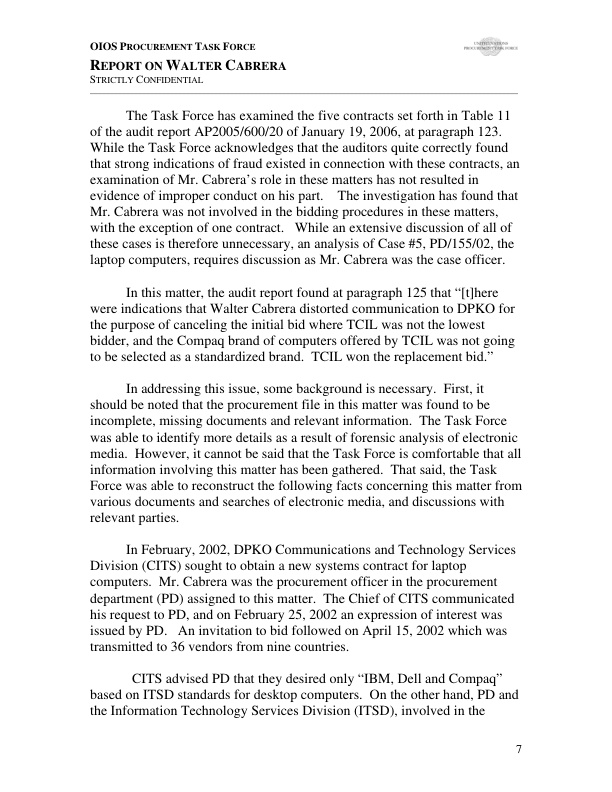 OIOS PROCUREMENT TASK FORCE
UNITED NATIONS
PROCUREMENT TASK FORCE
REPORT ON WALTER CABRERA
STRICTLY CONFIDENTIAL
The Task Force has examined the five contracts set forth in Table 11
of the audit report AP2005/600/20 of January 19, 2006, at paragraph 123.
While the Task Force acknowledges that the auditors quite correctly found
that strong indications of fraud existed in connection with these contracts, an
examination of Mr. Cabrera's role in these matters has not resulted in
evidence of improper conduct on his part. The investigation has found that
Mr. Cabrera was not involved in the bidding procedures in these matters,
with the exception of one contract. While an extensive discussion of all of
these cases is therefore unnecessary, an analysis of Case #5, PD/155/02, the
laptop computers, requires discussion as Mr. Cabrera was the case officer.
In this matter, the audit report found at paragraph 125 that “[t]here
were indications that Walter Cabrera distorted communication to DPKO for
the purpose of canceling the initial bid where TCIL was not the lowest
bidder, and the Compaq brand of computers offered by TCIL was not going
to be selected as a standardized brand. TCIL won the replacement bid.”
In addressing this issue, some background is necessary. First, it
should be noted that the procurement file in this matter was found to be
incomplete, missing documents and relevant information. The Task Force
was able to identify more details as a result of forensic analysis of electronic
media. However, it cannot be said that the Task Force is comfortable that all
information involving this matter has been gathered. That said, the Task
Force was able to reconstruct the following facts concerning this matter from
various documents and searches of electronic media, and discussions with
relevant parties.
In February, 2002, DPKO Communications and Technology Services
Division (CITS) sought to obtain a new systems contract for laptop
computers. Mr. Cabrera was the procurement officer in the procurement
department (PD) assigned to this matter. The Chief of CITS communicated
his request to PD, and on February 25, 2002 an expression of interest was
issued by PD. An invitation to bid followed on April 15, 2002 which was
transmitted to 36 vendors from nine countries.
CITS advised PD that they desired only “IBM, Dell and Compaq”
based on ITSD standards for desktop computers. On the other hand, PD and
the Information Technology Services Division (ITSD), involved in the
7